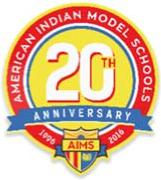 AMERICAN INDIAN MODEL SCHOOLS
20TH
ANNIVERSARY
1996 2016
AIMS